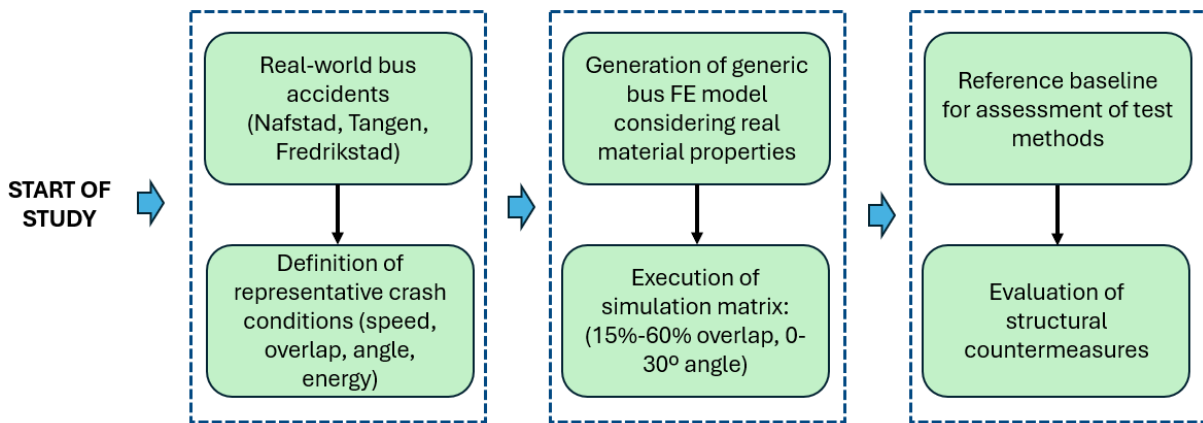 START OF
STUDY
Real-world bus
accidents
(Nafstad, Tangen,
Fredrikstad)
Definition of
representative crash
conditions (speed,
overlap, angle,
energy)
Generation of generic
bus FE model
considering real
material properties
Execution of
simulation matrix:
(15%-60% overlap, 0-
30º angle)
Reference baseline
for assessment of test
methods
Evaluation of
structural
countermeasures